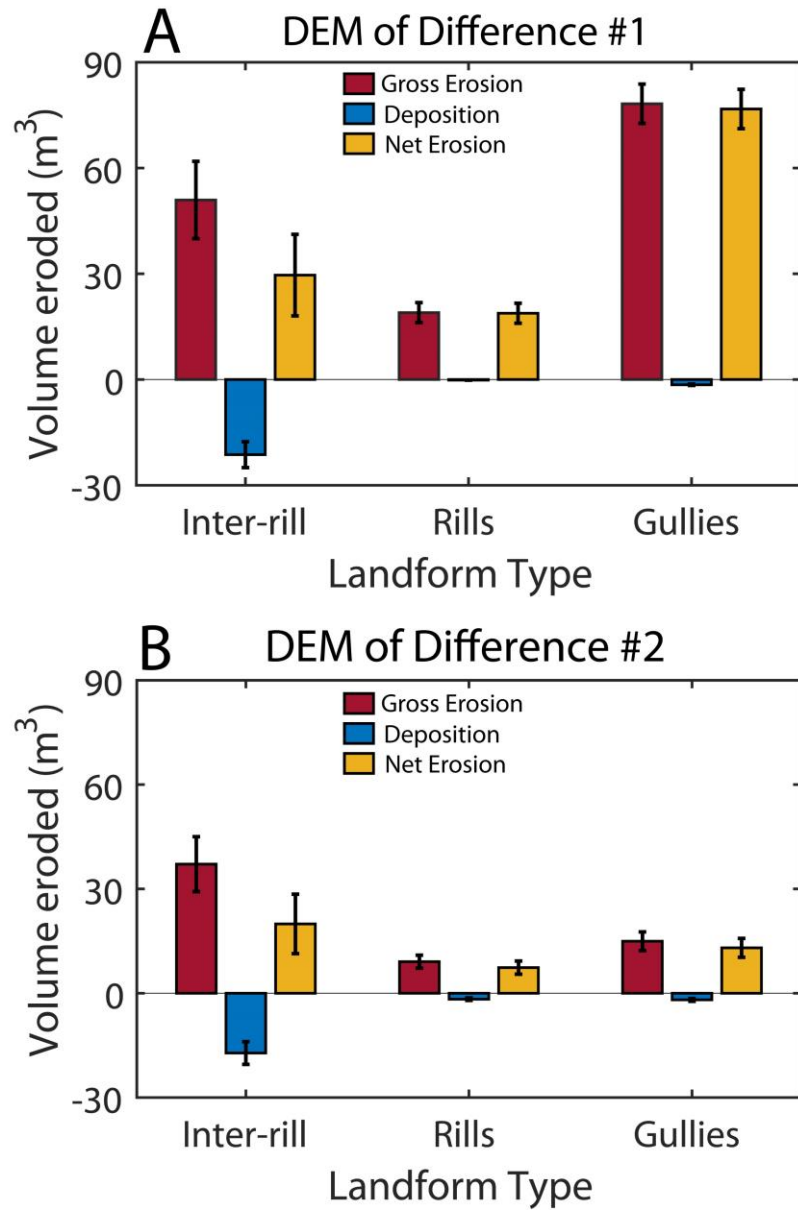 A DEM of Difference #1
90
Gross Erosion
Deposition
Net Erosion
60
30
0
-30
Volume eroded (m³)
Inter-rill Rills Gullies
Landform Type
B DEM of Difference #2
90
Gross Erosion
Deposition
Net Erosion
60
30
0
-30
Volume eroded (m³)
Inter-rill Rills Gullies
Landform Type